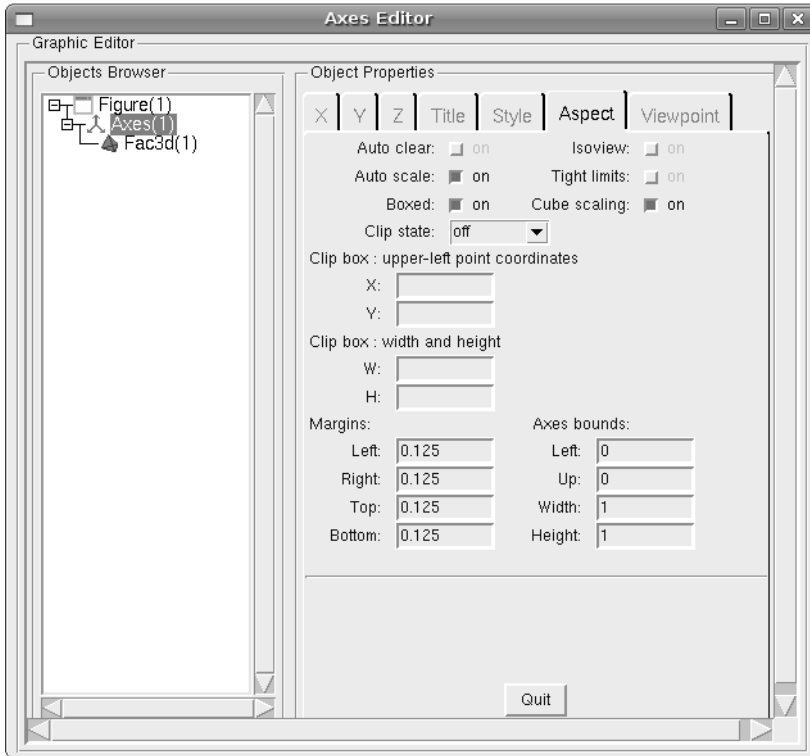 Axes Editor
Graphic Editor
Objects Browser
Figure(1)
Axes(1)
Fac3d(1)
Object Properties
X Y Z Title Style Aspect Viewpoint
Auto clear: on Isoview: on
Auto scale: on Tight limits: on
Boxed: on Cube scaling: on
Clip state: off
Clip box : upper-left point coordinates
X:
Y:
Clip box : width and height
W:
H:
Margins: Axes bounds:
Left: 0.125 Left: 0
Right: 0.125 Up: 0
Top: 0.125 Width: 1
Bottom: 0.125 Height: 1
Quit